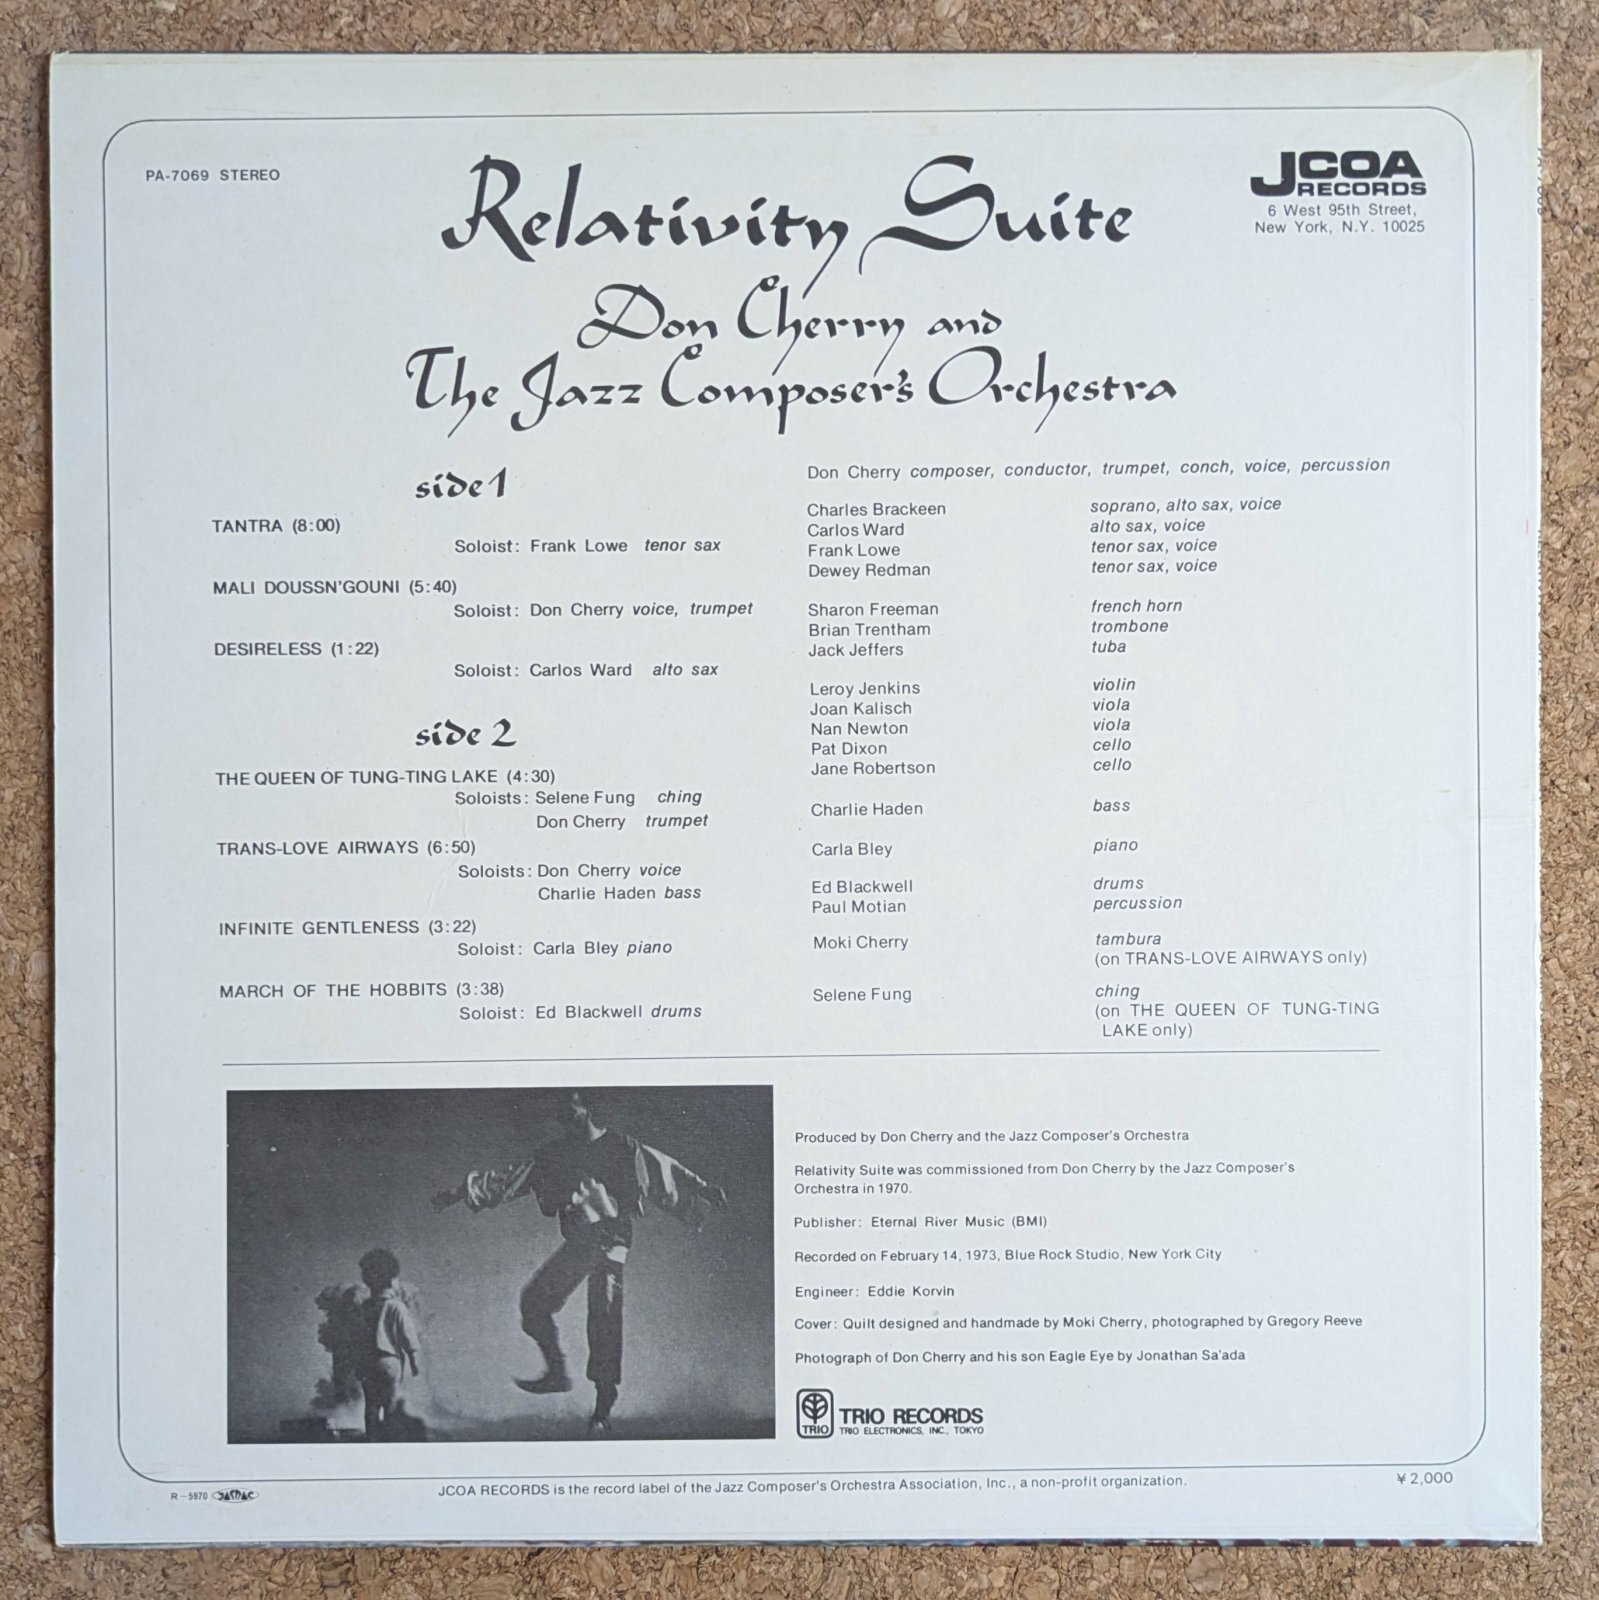 PA-7069 STEREO
JCOA
RECORDS
6 West 95th Street,
New York, N.Y. 10025
Relativity Suite
Don Cherry and
The Jazz Composer's Orchestra
side 1
TANTRA (8:00)
Soloist: Frank Lowe tenor sax
MALI DOUSSN'GOUNI (5:40)
Soloist: Don Cherry voice, trumpet
DESIRELESS (1:22)
Soloist: Carlos Ward alto sax
side 2
THE QUEEN OF TUNG-TING LAKE (4:30)
Soloists: Selene Fung ching
Don Cherry trumpet
TRANS-LOVE AIRWAYS (6:50)
Soloists: Don Cherry voice
Charlie Haden bass
INFINITE GENTLENESS (3:22)
Soloist: Carla Bley piano
MARCH OF THE HOBBITS (3:38)
Soloist: Ed Blackwell drums
Don Cherry composer, conductor, trumpet, conch, voice, percussion
Charles Brackeen soprano, alto sax, voice
Carlos Ward alto sax, voice
Frank Lowe tenor sax, voice
Dewey Redman tenor sax, voice
Sharon Freeman french horn
Brian Trentham trombone
Jack Jeffers tuba
Leroy Jenkins violin
Joan Kalisch viola
Nan Newton viola
Pat Dixon cello
Jane Robertson cello
Charlie Haden bass
Carla Bley piano
Ed Blackwell drums
Paul Motian percussion
Moki Cherry tambura
(on TRANS-LOVE AIRWAYS only)
Selene Fung ching
(on THE QUEEN OF TUNG-TING
LAKE only)
Produced by Don Cherry and the Jazz Composer's Orchestra
Relativity Suite was commissioned from Don Cherry by the Jazz Composer's
Orchestra in 1970.
Publisher: Eternal River Music (BMI)
Recorded on February 14, 1973, Blue Rock Studio, New York City
Engineer: Eddie Korvin
Cover: Quilt designed and handmade by Moki Cherry, photographed by Gregory Reeve
Photograph of Don Cherry and his son Eagle Eye by Jonathan Sa'ada
TRIO
TRIO RECORDS
TRIO ELECTRONICS, INC., TOKYO
R-5970 JASRAC
JCOA RECORDS is the record label of the Jazz Composer's Orchestra Association, Inc., a non-profit organization.
¥2,000